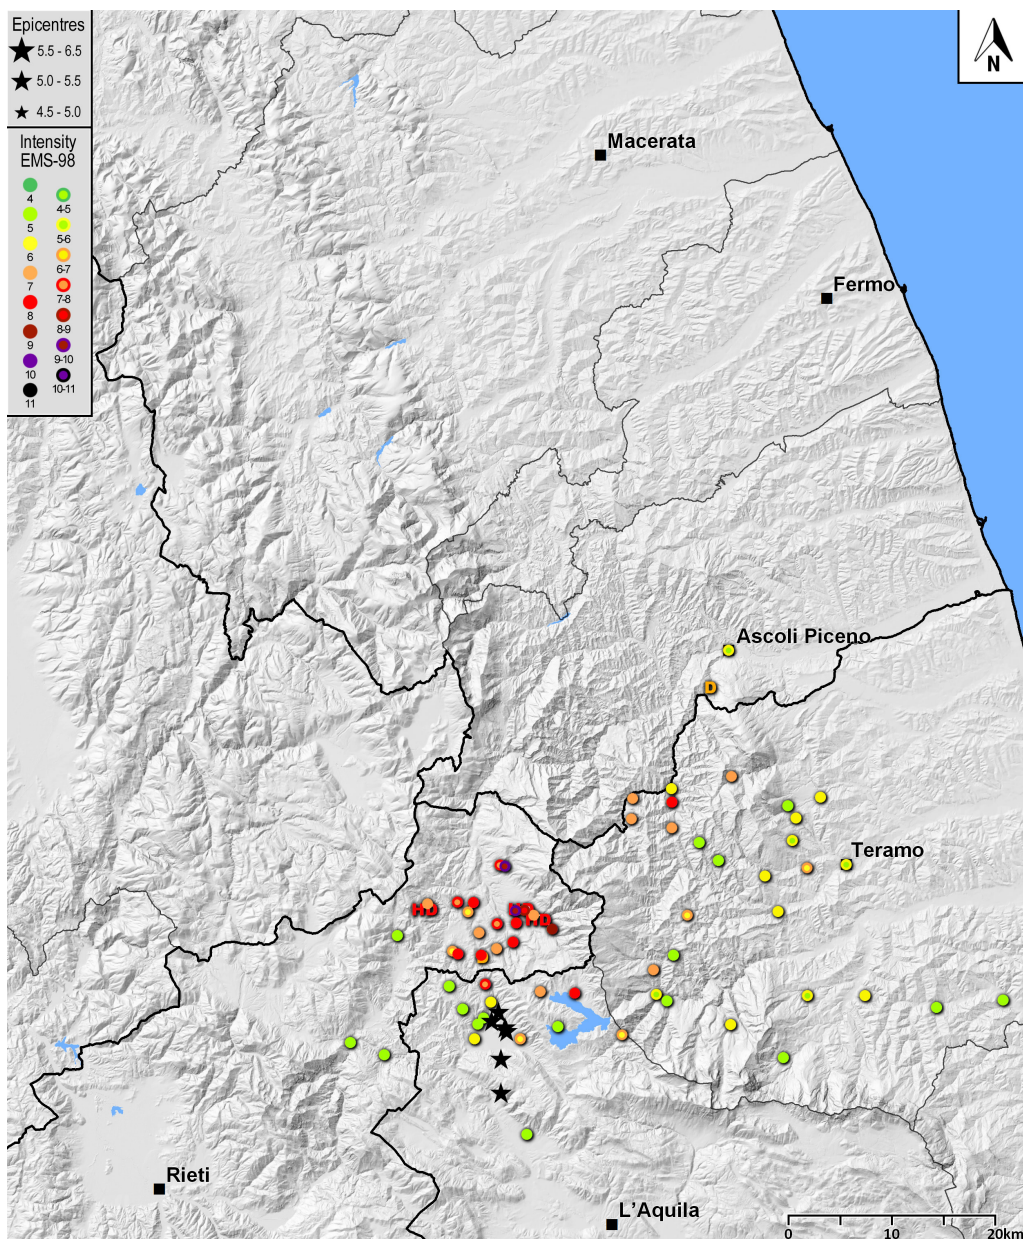 Epicentres
5.5 - 6.5
5.0 - 5.5
4.5 - 5.0
Intensity
EMS-98
4
4-5
5
5-6
6
6-7
7
7-8
8
8-9
9
9-10
10
10-11
11
N
Macerata
Fermo
Ascoli Piceno
D
Teramo
HD
HD
Rieti
L'Aquila
0
10
20km